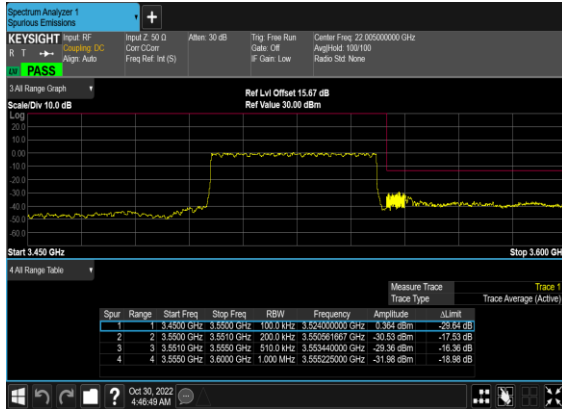 Spectrum Analyzer 1
Spurious Emissions
+
KEYSIGHT Input: RF Input Z: 50 Ω Atten: 30 dB Trig: Free Run Center Freq: 22.005000000 GHz
R T Coupling: DC Corr CCorr Gate: Off Avg|Hold: 100/100
Align: Auto Freq Ref: Int (S) IF Gain: Low Radio Std: None
PASS
3 All Range Graph
Ref Lvl Offset 15.67 dB
Scale/Div 10.0 dB Ref Value 30.00 dBm
Log
20.0
10.0
0.00
-10.0
-20.0
-30.0
-40.0
-50.0
-60.0
Start 3.450 GHz Stop 3.600 GHz
4 All Range Table
Measure Trace Trace 1
Trace Type Trace Average (Active)
Spur Range Start Freq Stop Freq RBW Frequency Amplitude ΔLimit
1 1 3.4500 GHz 3.5500 GHz 100.0 kHz 3.524000000 GHz 0.364 dBm -29.64 dB
2 2 3.5500 GHz 3.5510 GHz 200.0 kHz 3.550561667 GHz -30.53 dBm -17.53 dB
3 3 3.5510 GHz 3.5550 GHz 510.0 kHz 3.553440000 GHz -29.36 dBm -16.36 dB
4 4 3.5550 GHz 3.6000 GHz 1.000 MHz 3.555225000 GHz -31.98 dBm -18.98 dB
? Oct 30, 2022
4:46:49 AM